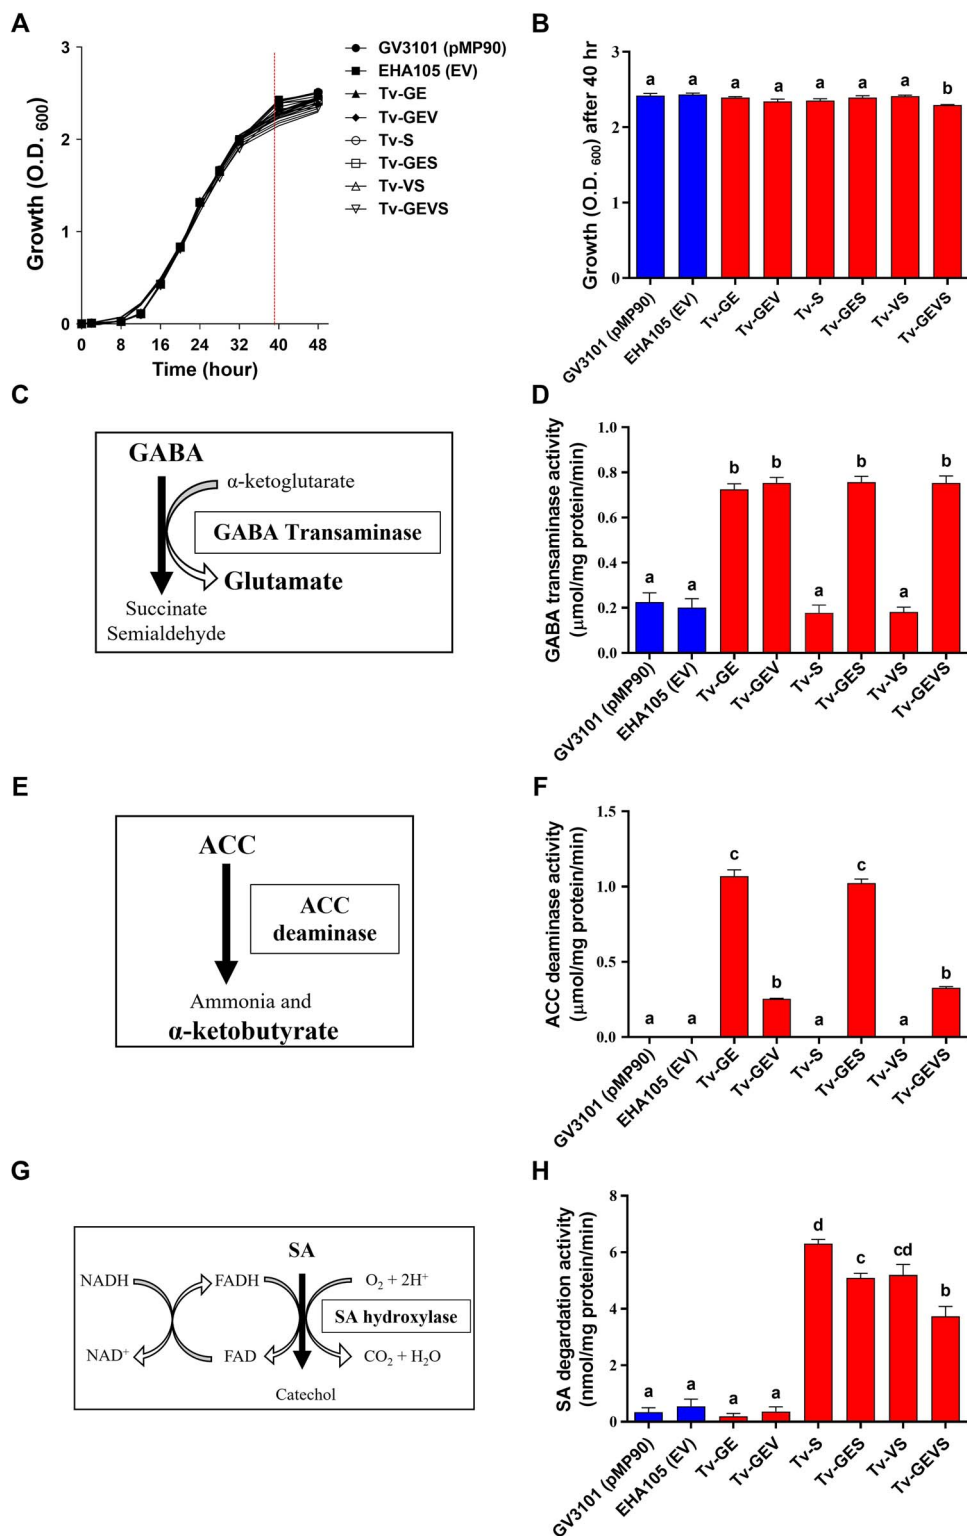 A
3
2
1
0
0
8
16
24
32
40
48
Growth (O.D. 600)
Time (hour)
GV3101 (pMP90)
EHA105 (EV)
Tv-GE
Tv-GEV
Tv-S
Tv-GES
Tv-VS
Tv-GEVS
B
3
2
1
0
Growth (O.D. 600) after 40 hr
a
a
a
a
a
a
a
b
GV3101 (pMP90)
EHA105 (EV)
Tv-GE
Tv-GEV
Tv-S
Tv-GES
Tv-VS
Tv-GEVS
C
GABA
α-ketoglutarate
GABA Transaminase
Glutamate
Succinate
Semialdehyde
D
1.0
0.8
0.6
0.4
0.2
0.0
GABA transaminase activity
(μmol/mg protein/min)
a
a
b
b
a
b
a
b
GV3101 (pMP90)
EHA105 (EV)
Tv-GE
Tv-GEV
Tv-S
Tv-GES
Tv-VS
Tv-GEVS
E
ACC
ACC
deaminase
Ammonia and
α-ketobutyrate
F
1.5
1.0
0.5
0.0
ACC deaminase activity
(μmol/mg protein/min)
a
a
c
b
a
c
a
b
GV3101 (pMP90)
EHA105 (EV)
Tv-GE
Tv-GEV
Tv-S
Tv-GES
Tv-VS
Tv-GEVS
G
SA
NADH
FADH
O₂ + 2H⁺
SA hydroxylase
NAD⁺
FAD
CO₂ + H₂O
Catechol
H
8
6
4
2
0
SA degardation activity
(nmol/mg protein/min)
a
a
a
a
d
c
cd
b
GV3101 (pMP90)
EHA105 (EV)
Tv-GE
Tv-GEV
Tv-S
Tv-GES
Tv-VS
Tv-GEVS